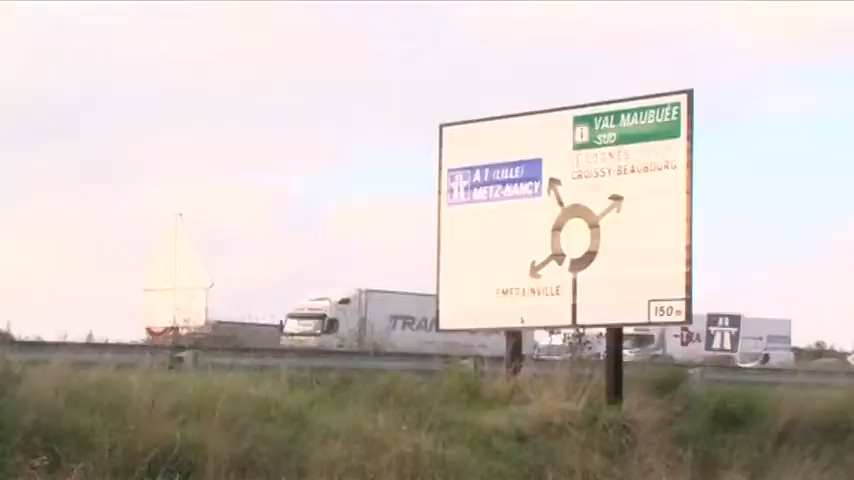 i VAL MAUBUÉE
SUD
LOGNES
CROISSY-BEAUBOURG
A 1 (LILLE)
METZ-NANCY
EMERAINVILLE
150m
TRA